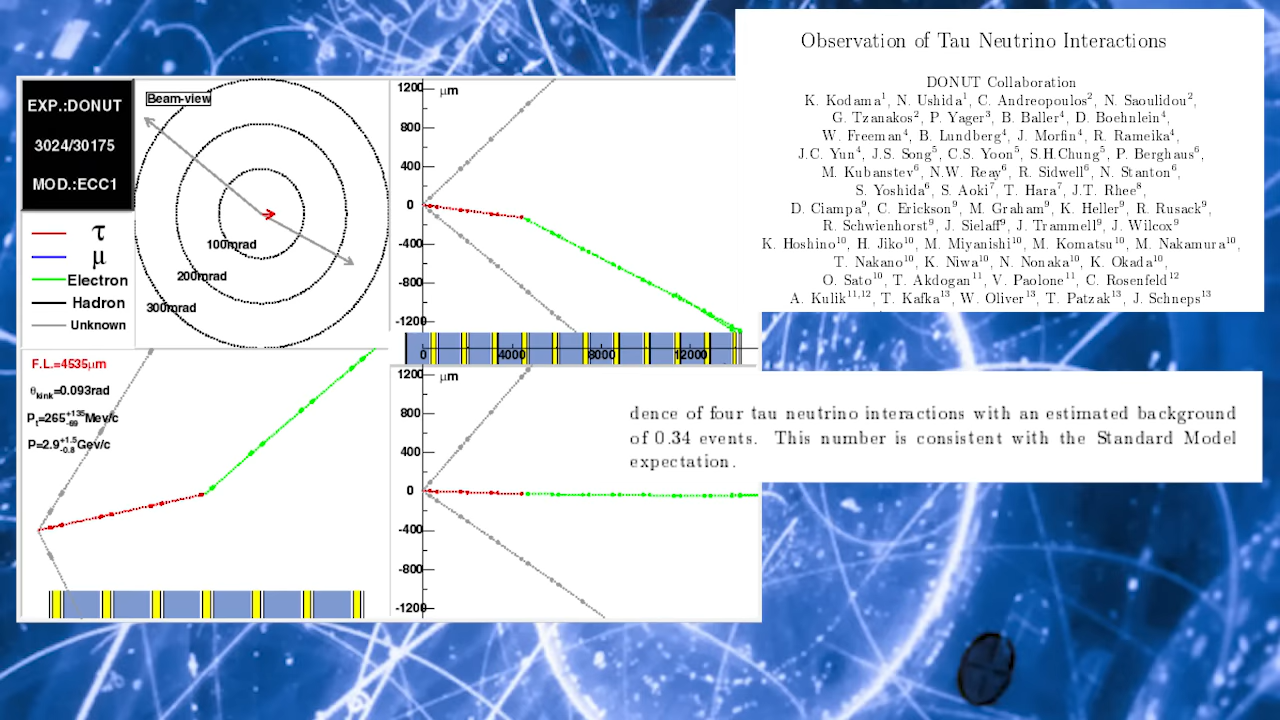 Observation of Tau Neutrino Interactions
DONUT Collaboration
K. Kodama¹, N. Ushida¹, C. Andreopoulos², N. Saoulidou²,
G. Tzanakos², P. Yager³, B. Baller⁴, D. Boehnlein⁴,
W. Freeman⁴, B. Lundberg⁴, J. Morfin⁴, R. Rameika⁴,
J.C. Yun⁴, J.S. Song⁵, C.S. Yoon⁵, S.H.Chung⁵, P. Berghaus⁶,
M. Kubanstev⁶, N.W. Reay⁶, R. Sidwell⁶, N. Stanton⁶,
S. Yoshida⁶, S. Aoki⁷, T. Hara⁷, J.T. Rhee⁸,
D. Ciampa⁹, C. Erickson⁹, M. Graham⁹, K. Heller⁹, R. Rusack⁹,
R. Schwienhorst⁹, J. Sielaff⁹, J. Trammell⁹, J. Wilcox⁹
K. Hoshino¹⁰, H. Jiko¹⁰, M. Miyanishi¹⁰, M. Komatsu¹⁰, M. Nakamura¹⁰,
T. Nakano¹⁰, K. Niwa¹⁰, N. Nonaka¹⁰, K. Okada¹⁰,
O. Sato¹⁰, T. Akdogan¹¹, V. Paolone¹¹, C. Rosenfeld¹²
A. Kulik¹¹,¹², T. Kafka¹³, W. Oliver¹³, T. Patzak¹³, J. Schneps¹³
EXP.:DONUT
3024/30175
MOD.:ECC1
τ
μ
Electron
Hadron
Unknown
Beam-view
100mrad
200mrad
300mrad
1200 μm
800
400
0
-400
-800
-1200
0 4000 8000 12000
F.L.=4535μm
θkink=0.093rad
Pt=265+135-69Mev/c
P=2.9+1.5-0.8Gev/c
1200 μm
800
400
0
-400
-800
-1200
dence of four tau neutrino interactions with an estimated background
of 0.34 events. This number is consistent with the Standard Model
expectation.